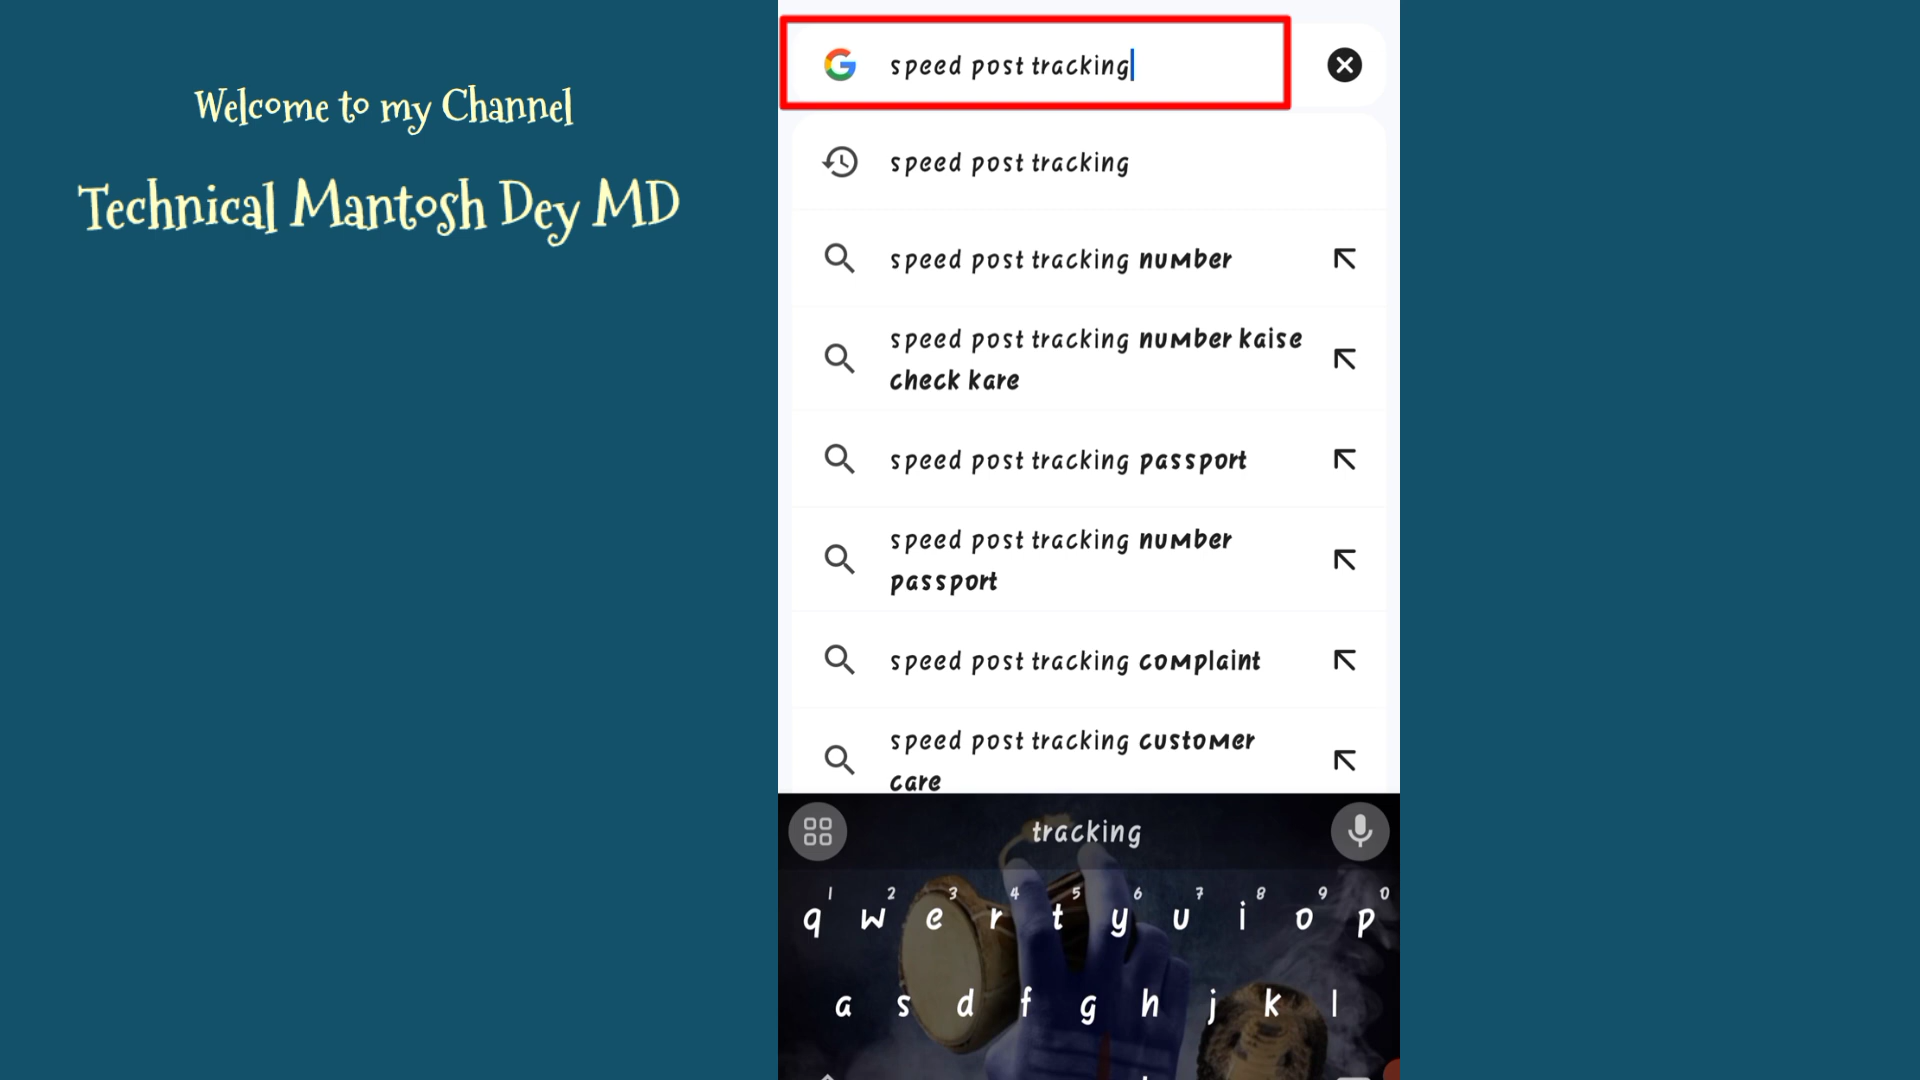 Welcome to my Channel
Technical Mantosh Dey MD
speed post tracking
speed post tracking
speed post tracking number
speed post tracking number kaise
check kare
speed post tracking passport
speed post tracking number
passport
speed post tracking complaint
speed post tracking customer
care
tracking
1 2 3 4 5 6 7 8 9 0
q w e r t y u i o p
a s d f g h j k l